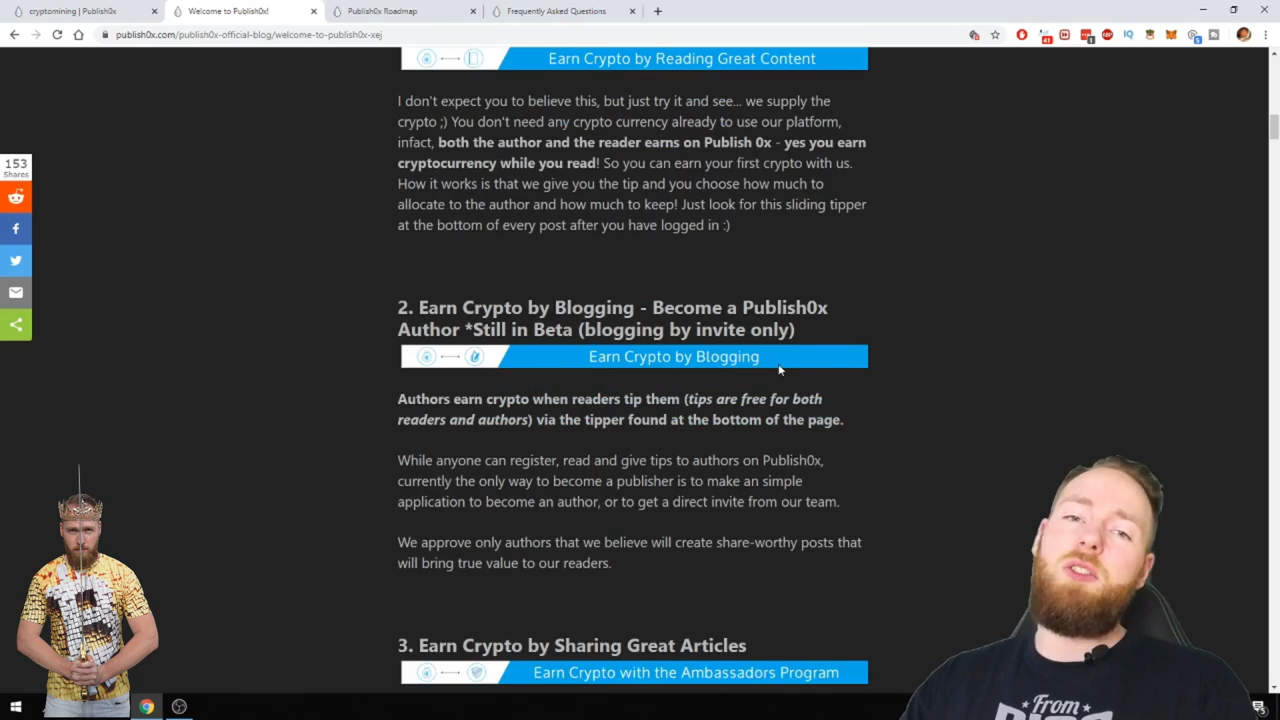 cryptomining | Publish0x
Welcome to Publish0x!
Publish0x Roadmap
Frequently Asked Questions
publish0x.com/publish0x-official-blog/welcome-to-publish0x-xej
Earn Crypto by Reading Great Content
I don't expect you to believe this, but just try it and see... we supply the
crypto ;) You don't need any crypto currency already to use our platform,
infact, both the author and the reader earns on Publish 0x - yes you earn
cryptocurrency while you read! So you can earn your first crypto with us.
How it works is that we give you the tip and you choose how much to
allocate to the author and how much to keep! Just look for this sliding tipper
at the bottom of every post after you have logged in :)
153
Shares
2. Earn Crypto by Blogging - Become a Publish0x
Author *Still in Beta (blogging by invite only)
Earn Crypto by Blogging
Authors earn crypto when readers tip them (tips are free for both
readers and authors) via the tipper found at the bottom of the page.
While anyone can register, read and give tips to authors on Publish0x,
currently the only way to become a publisher is to make an simple
application to become an author, or to get a direct invite from our team.
We approve only authors that we believe will create share-worthy posts that
will bring true value to our readers.
3. Earn Crypto by Sharing Great Articles
Earn Crypto with the Ambassadors Program
From